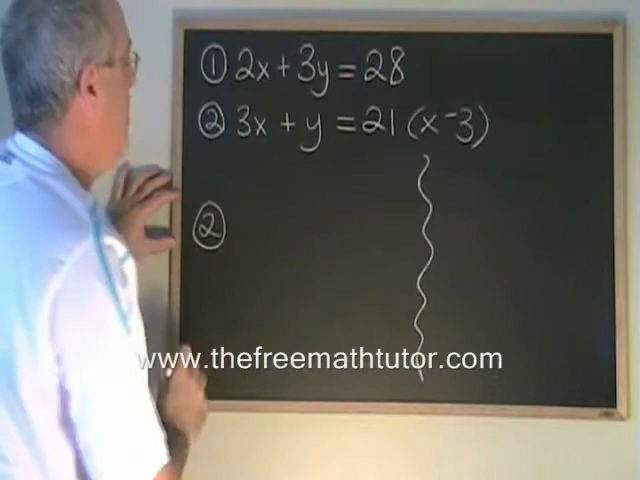 ① 2x + 3y = 28
② 3x + y = 21 (x -3)
②
www.thefreemathtutor.com